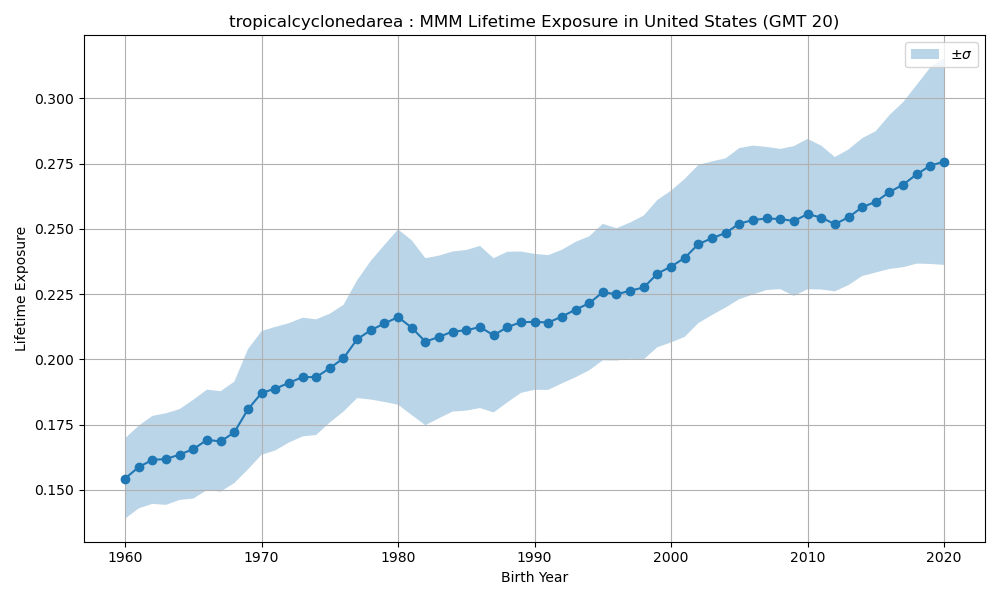 tropicalcyclonedarea : MMM Lifetime Exposure in United States (GMT 20)
±σ
0.300
0.275
0.250
0.225
0.200
0.175
0.150
Lifetime Exposure
1960 1970 1980 1990 2000 2010 2020
Birth Year